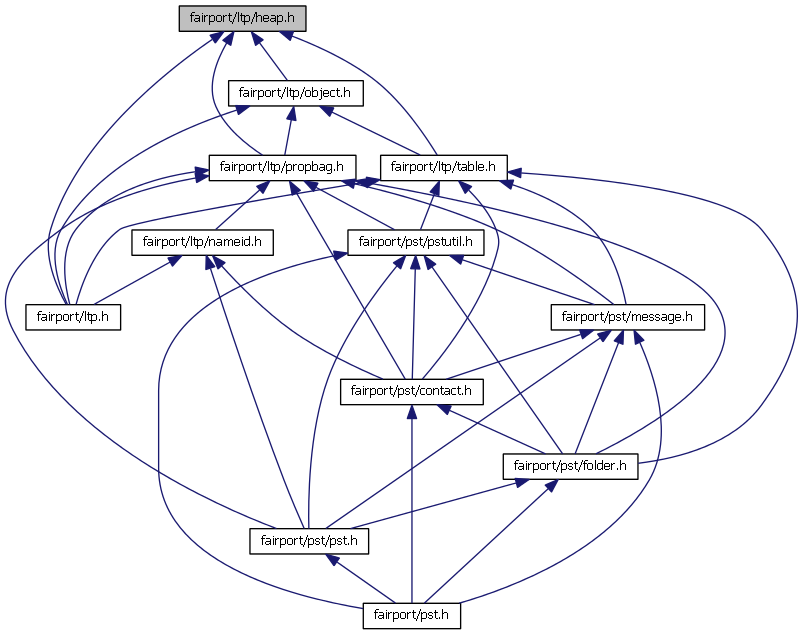 fairport/ltp/heap.h
fairport/ltp/object.h
fairport/ltp/propbag.h
fairport/ltp/table.h
fairport/ltp/nameid.h
fairport/pst/pstutil.h
fairport/ltp.h
fairport/pst/message.h
fairport/pst/contact.h
fairport/pst/folder.h
fairport/pst/pst.h
fairport/pst.h